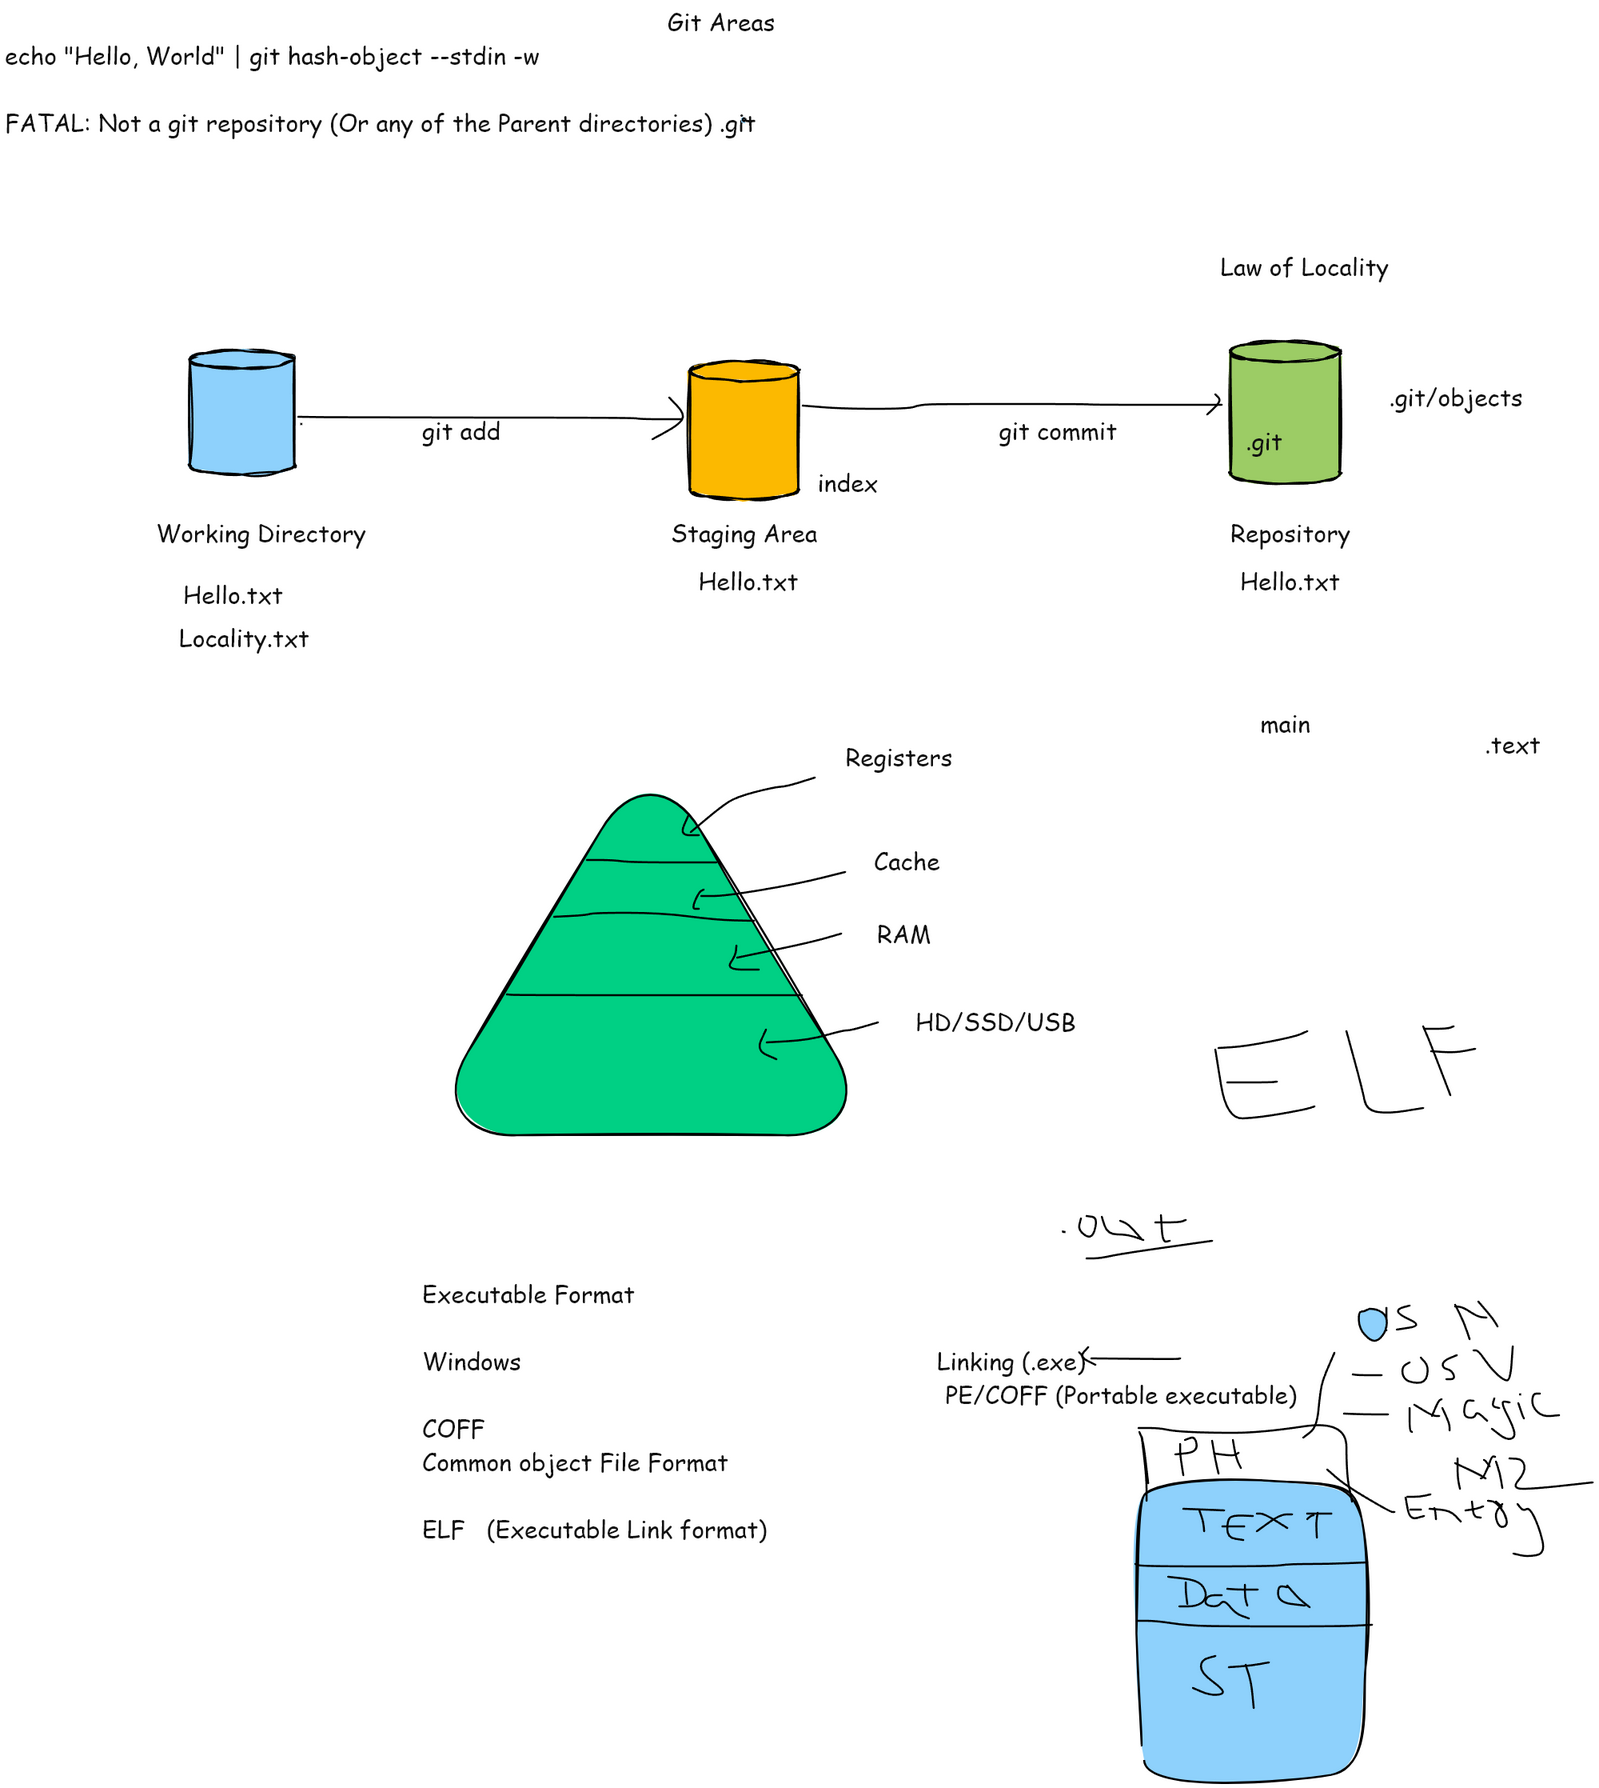 Git Areas
echo "Hello, World" | git hash-object --stdin -w
FATAL: Not a git repository (Or any of the Parent directories) .git
Law of Locality
.git/objects
git add
git commit
.git
index
Working Directory
Staging Area
Repository
Hello.txt
Hello.txt
Hello.txt
Locality.txt
main
.text
Registers
Cache
RAM
HD/SSD/USB
ELF
.out
Executable Format
OS N
Windows
Linking (.exe)
- OS V
PE/COFF (Portable executable)
- Magic
COFF
PH
Common object File Format
MZ
Entry
TEXT
ELF (Executable Link format)
Data
ST